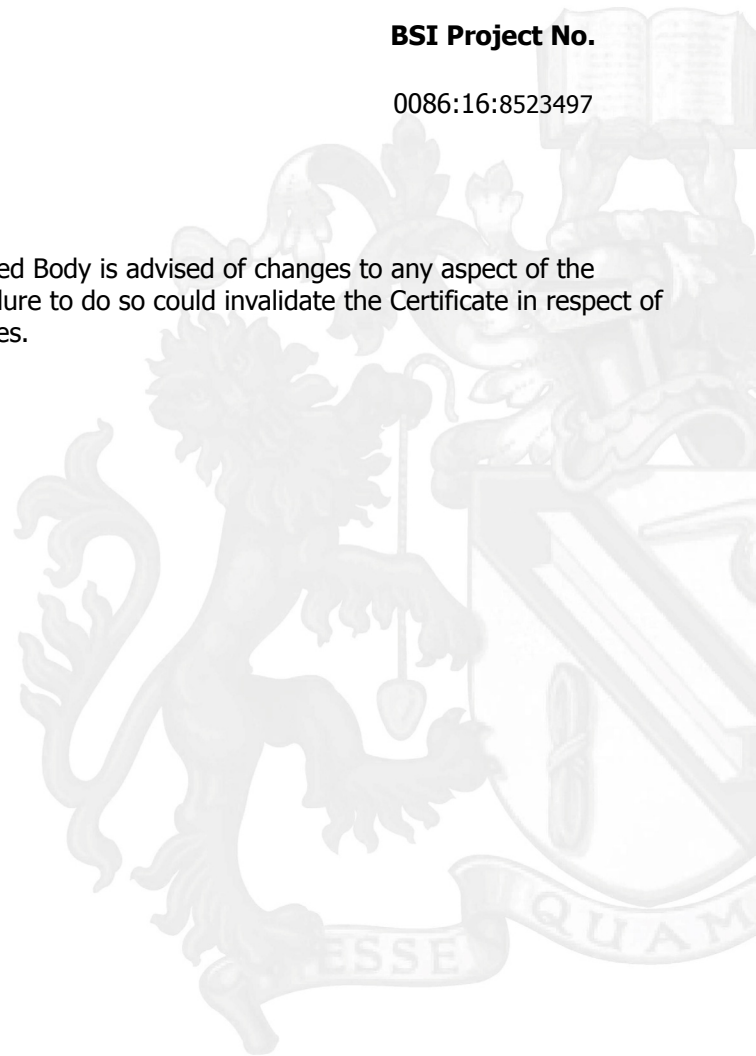 BSI Project No.
0086:16:8523497
ed Body is advised of changes to any aspect of the
lure to do so could invalidate the Certificate in respect of
es.
ESSE QUAM